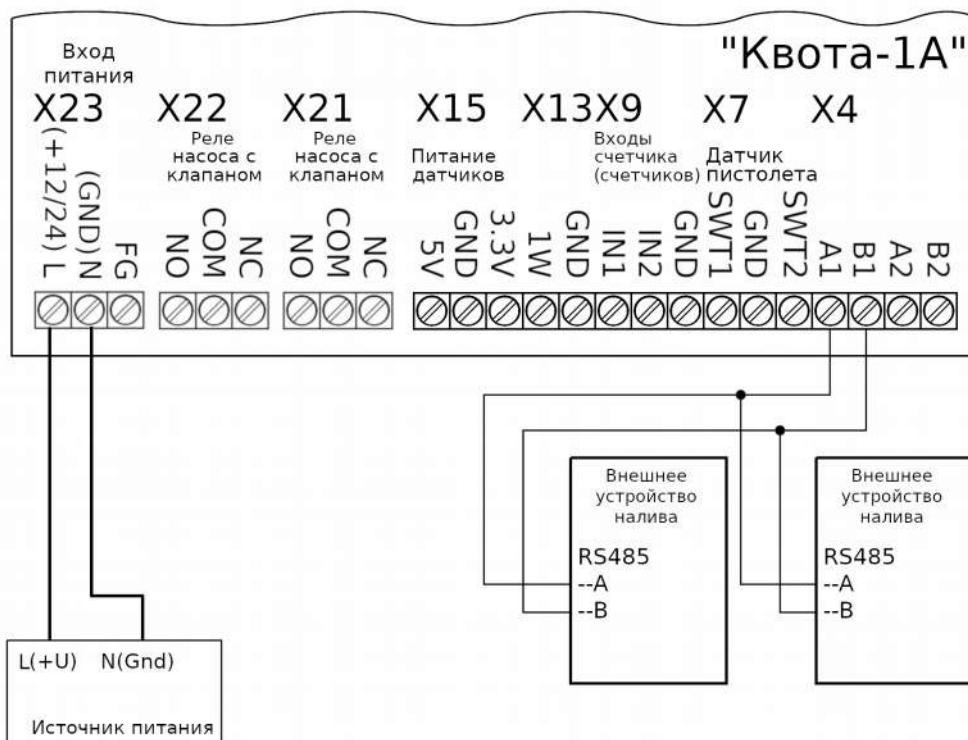 "Квота-1А"
Вход
питания
X23 X22 X21 X15 X13 X9 X7 X4
Реле
насоса с
клапаном
Реле
насоса с
клапаном
Питание
датчиков
Входы
счетчика
(счетчиков)
Датчик
пистолета
(+12/24) L
(GND) N
FG
NO
COM
NC
NO
COM
NC
5V
GND
3.3V
1W
GND
IN1
IN2
GND
SWT1
GND
SWT2
A1
B1
A2
B2
Внешнее
устройство
налива
RS485
--A
--B
Внешнее
устройство
налива
RS485
--A
--B
L(+U) N(Gnd)
Источник питания